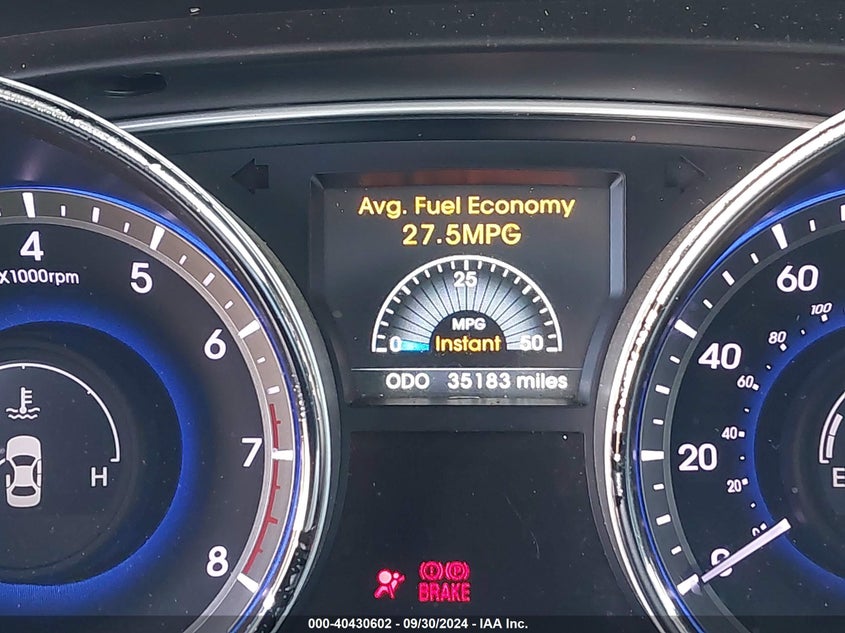 Avg. Fuel Economy
27.5MPG
25
MPG
0 Instant 50
ODO 35183 miles
4
X1000rpm
5
6
7
8
H
60
40
20
0
100
80
60
40
20
0
E
BRAKE
000-40430602 - 09/30/2024 - IAA Inc.